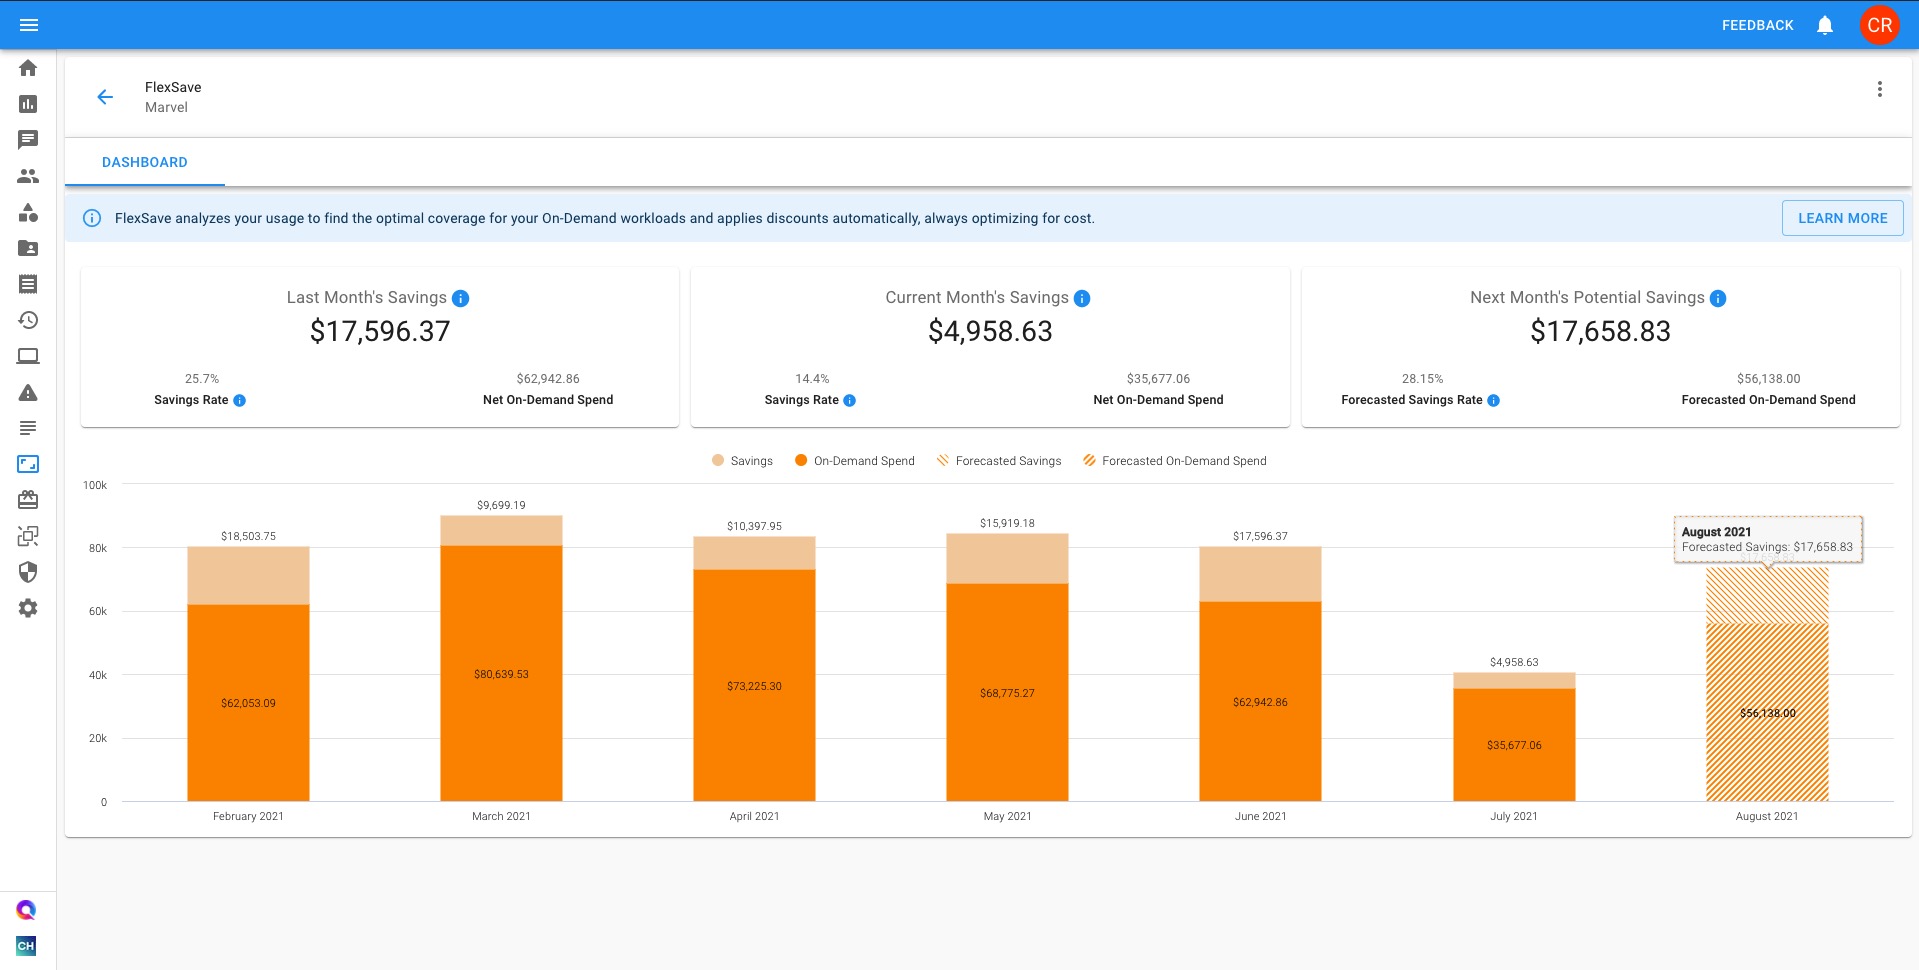 FEEDBACK
CR
FlexSave
Marvel
DASHBOARD
FlexSave analyzes your usage to find the optimal coverage for your On-Demand workloads and applies discounts automatically, always optimizing for cost.
LEARN MORE
Last Month's Savings
$17,596.37
25.7%
Savings Rate
$62,942.86
Net On-Demand Spend
Current Month's Savings
$4,958.63
14.4%
Savings Rate
$35,677.06
Net On-Demand Spend
Next Month's Potential Savings
$17,658.83
28.15%
Forecasted Savings Rate
$56,138.00
Forecasted On-Demand Spend
Savings
On-Demand Spend
Forecasted Savings
Forecasted On-Demand Spend
100k
80k
60k
40k
20k
0
$18,503.75
$62,053.09
February 2021
$9,699.19
$80,639.53
March 2021
$10,397.95
$73,225.30
April 2021
$15,919.18
$68,775.27
May 2021
$17,596.37
$62,942.86
June 2021
$4,958.63
$35,677.06
July 2021
August 2021
Forecasted Savings: $17,658.83
$17,658.83
$56,138.00
August 2021
CH